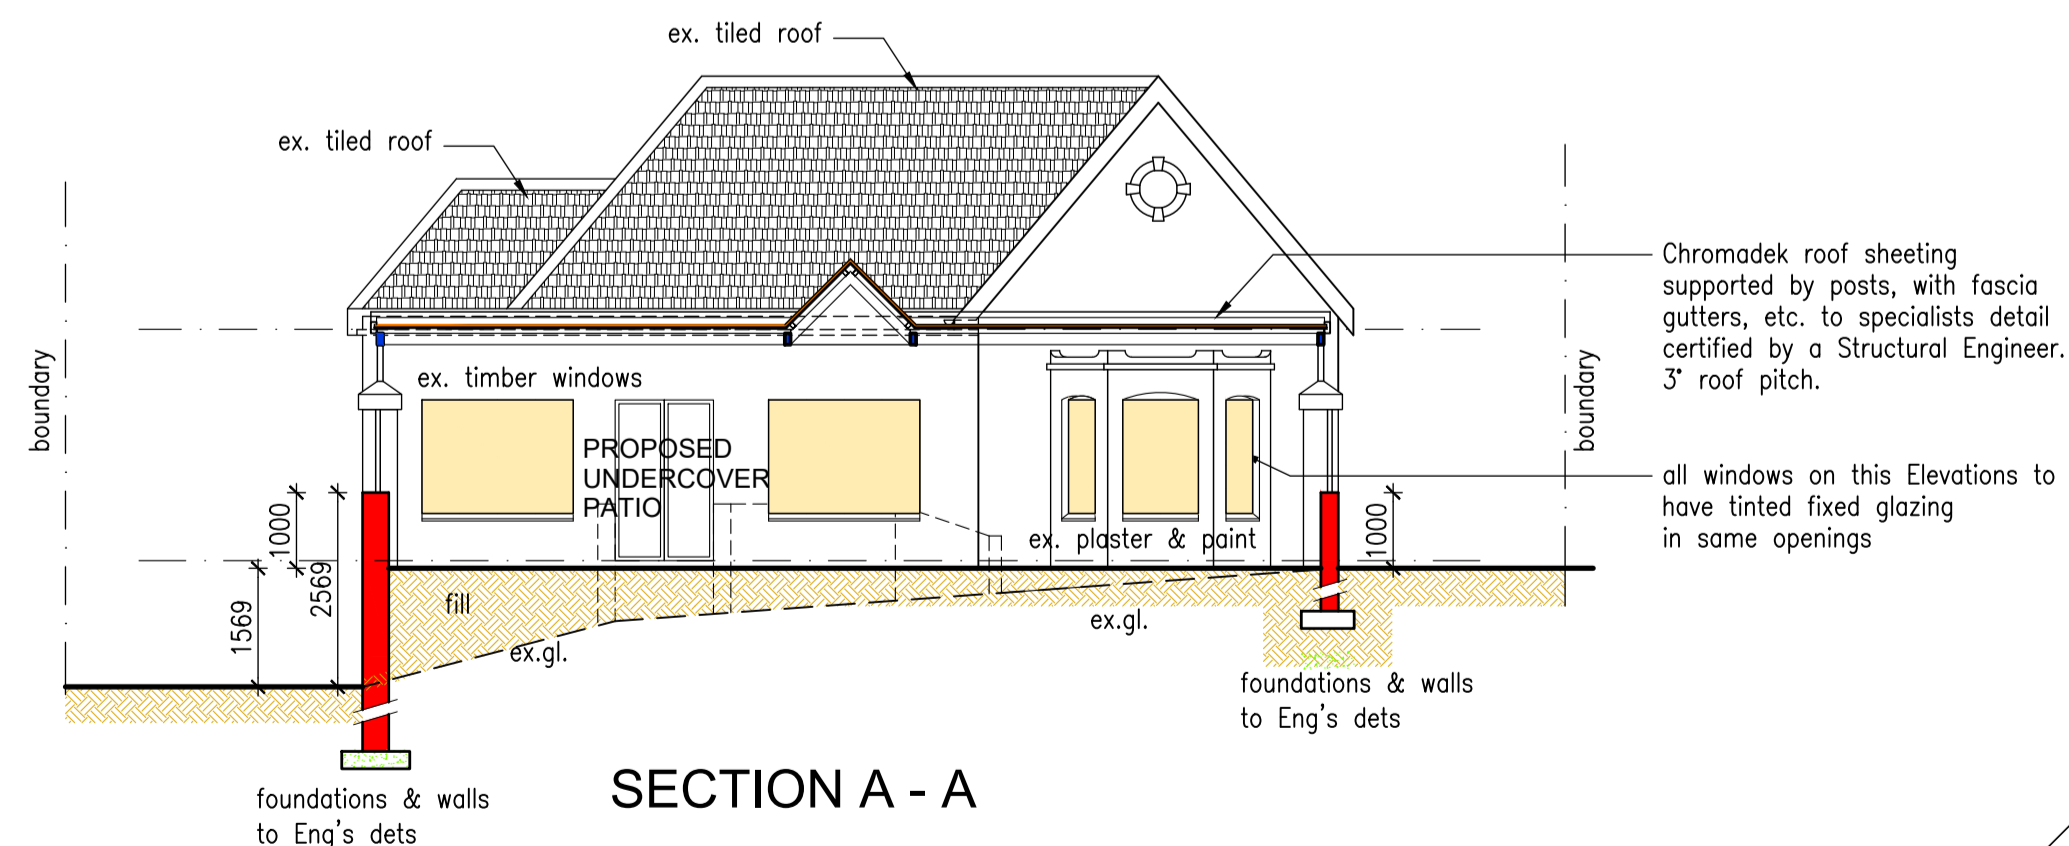 ex. tiled roof
ex. tiled roof
Chromadek roof sheeting
supported by posts, with fascia
gutters, etc. to specialists detail
certified by a Structural Engineer.
3° roof pitch.
boundary
boundary
ex. timber windows
PROPOSED
UNDERCOVER
PATIO
all windows on this Elevations to
have tinted fixed glazing
in same openings
1000
2569
1569
1000
ex. plaster & paint
fill
ex.gl.
ex.gl.
foundations & walls
to Eng's dets
foundations & walls
to Eng's dets
SECTION A - A